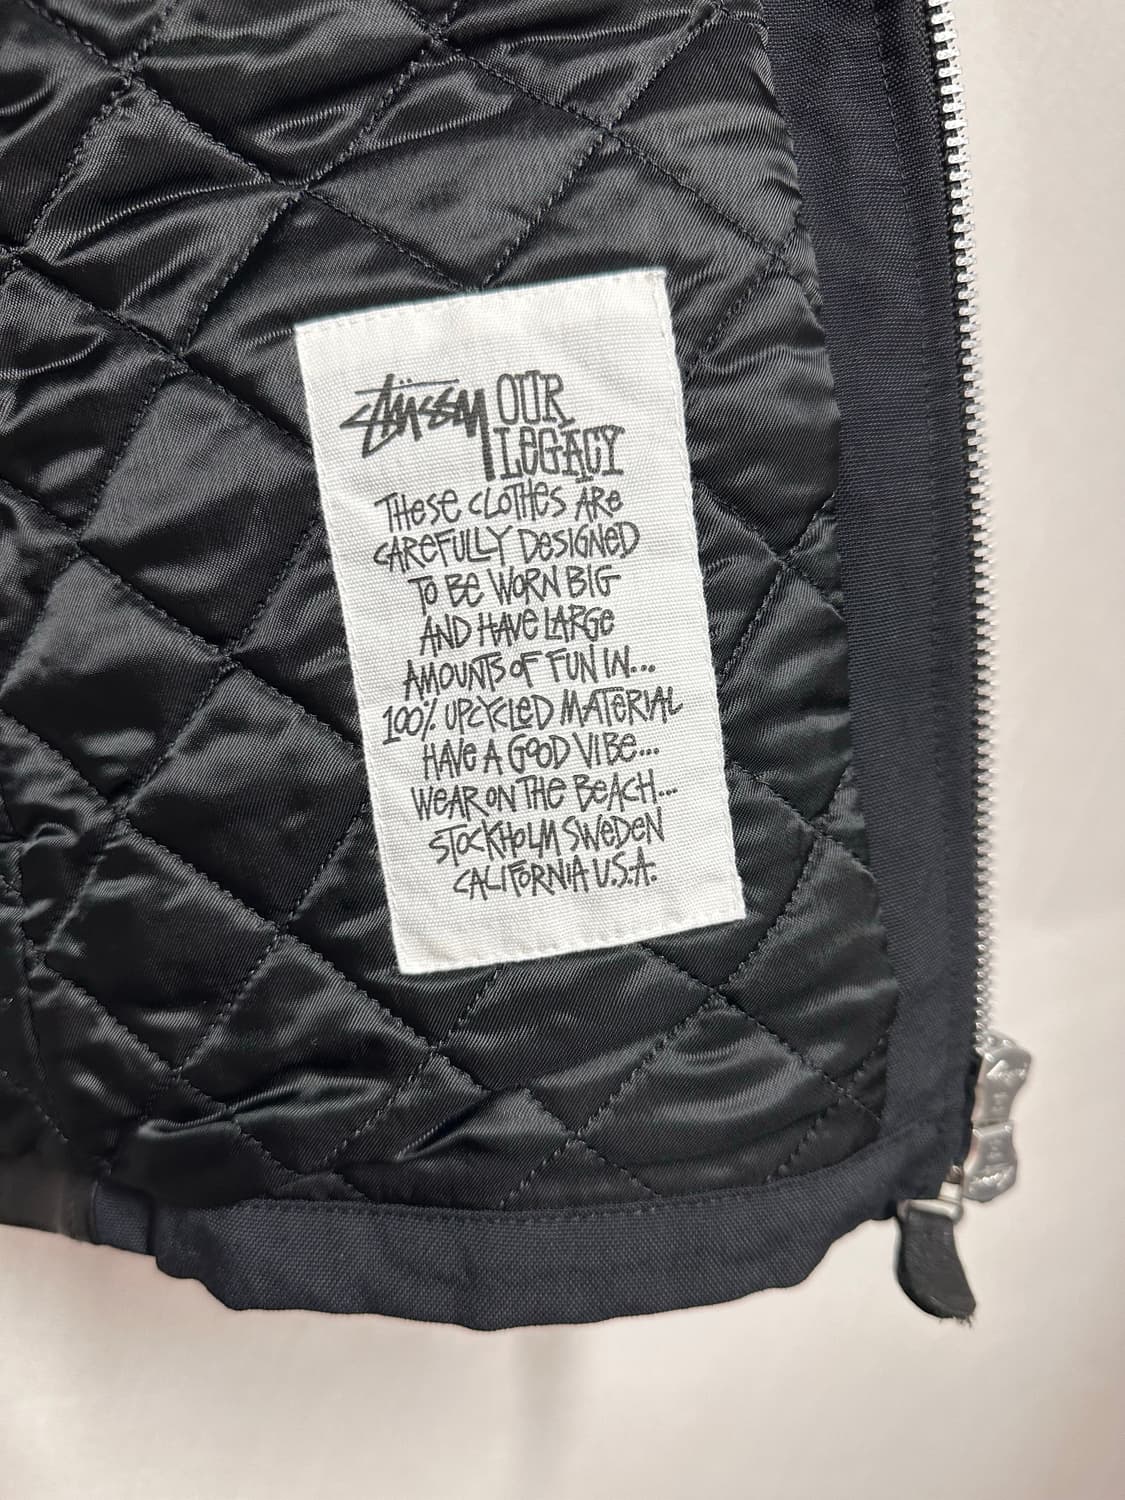 STÜSSY OUR
LEGACY
THESE CLOTHES ARE
CAREFULLY DESIGNED
TO BE WORN BIG
AND HAVE LARGE
AMOUNTS OF FUN IN...
100% UPCYCLED MATERIAL
HAVE A GOOD VIBE...
WEAR ON THE BEACH...
STOCKHOLM SWEDEN
CALIFORNIA U.S.A.